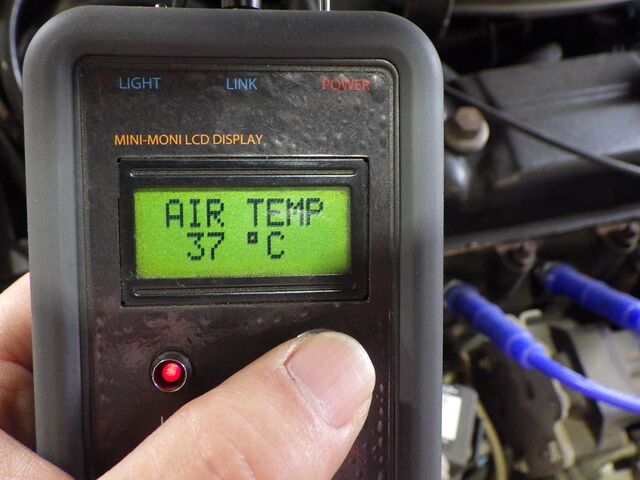 LIGHT LINK POWER
MINI-MONI LCD DISPLAY
AIR TEMP
37 °C